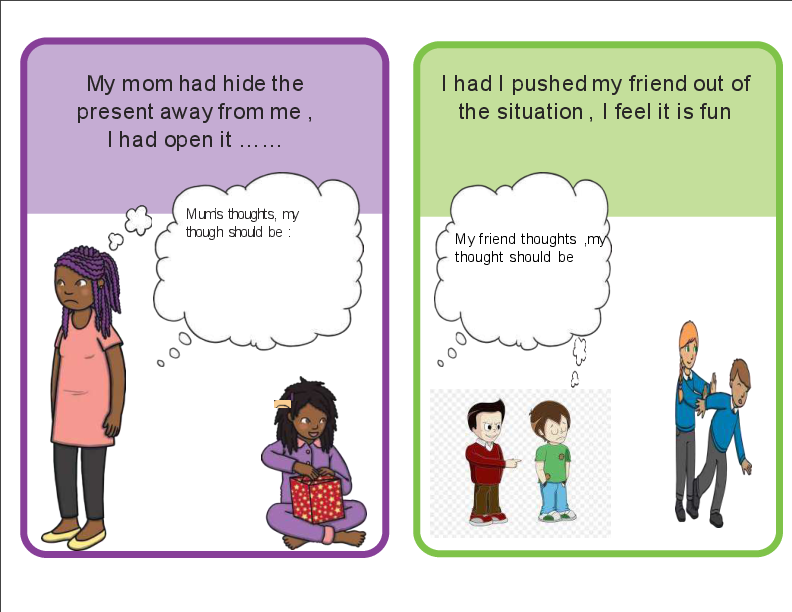 My mom had hide the
present away from me ,
I had open it ……
Mum's thoughts, my
though should be :
I had I pushed my friend out of
the situation , I feel it is fun
My friend thoughts ,my
thought should be